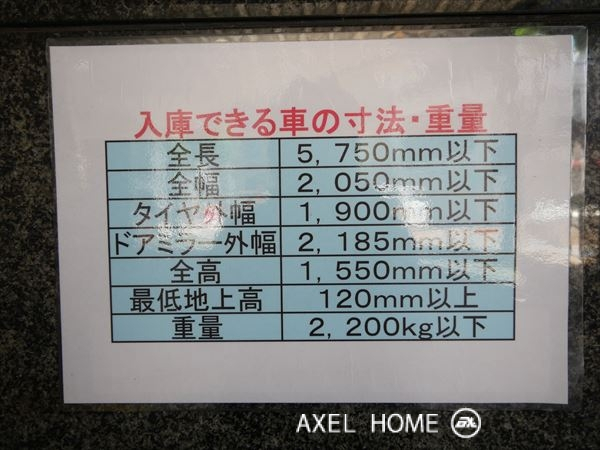 入庫できる車の寸法・重量
全長 5, 750mm以下
全幅 2, 050mm以下
タイヤ外幅 1, 900mm以下
ドアミラー外幅 2, 185mm以下
全高 1, 550mm以下
最低地上高 120mm以上
重量 2, 200kg以下
AXEL HOME